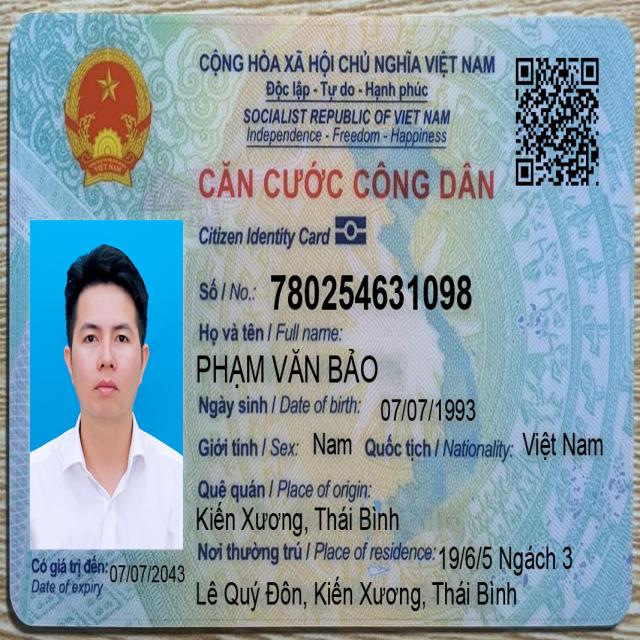 CỘNG HÒA XÃ HỘI CHỦ NGHĨA VIỆT NAM
Độc lập - Tự do - Hạnh phúc
SOCIALIST REPUBLIC OF VIET NAM
Independence - Freedom - Happiness
CĂN CƯỚC CÔNG DÂN
Citizen Identity Card
Số / No.: 780254631098
Họ và tên / Full name:
PHẠM VĂN BẢO
Ngày sinh / Date of birth: 07/07/1993
Giới tính / Sex: Nam Quốc tịch / Nationality: Việt Nam
Quê quán / Place of origin:
Kiến Xương, Thái Bình
Nơi thường trú / Place of residence: 19/6/5 Ngách 3
Lê Quý Đôn, Kiến Xương, Thái Bình
Có giá trị đến: 07/07/2043
Date of expiry
VIỆT NAM